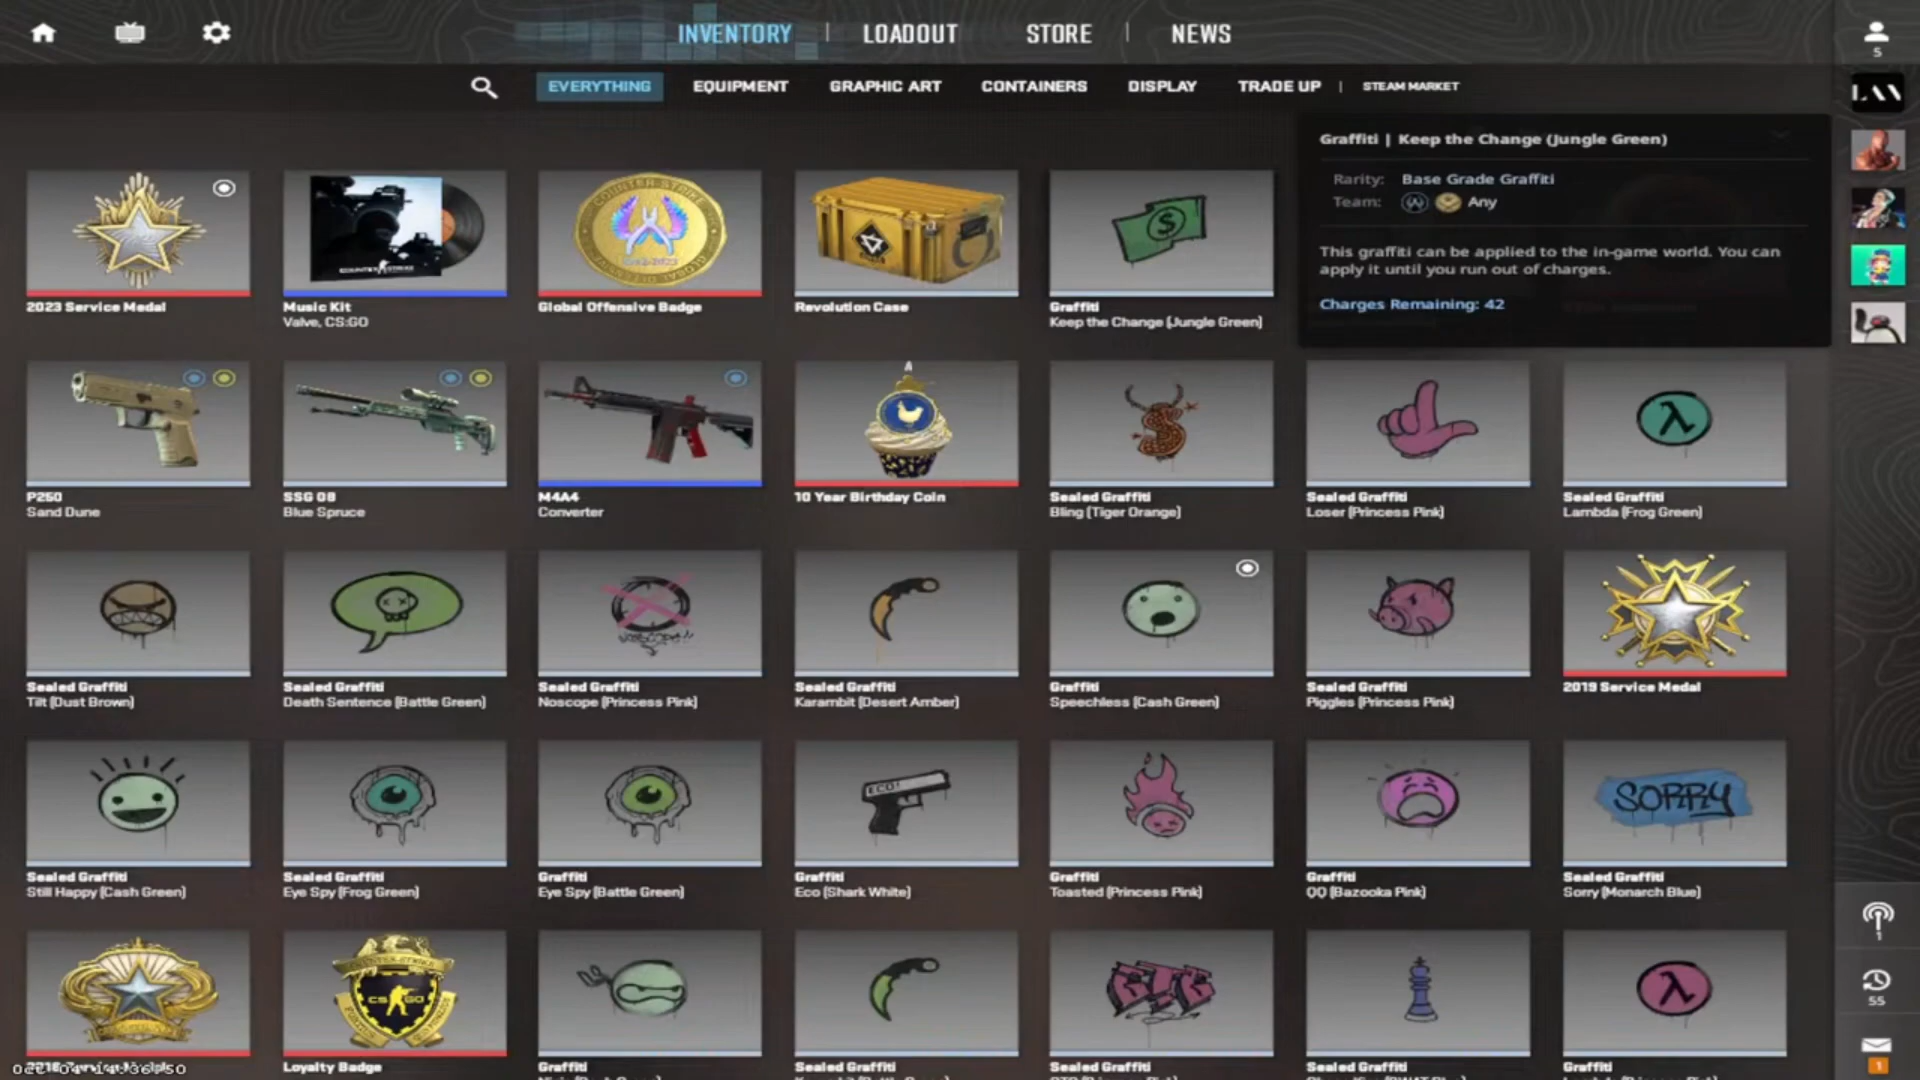 INVENTORY | LOADOUT STORE | NEWS
5
EVERYTHING EQUIPMENT GRAPHIC ART CONTAINERS DISPLAY TRADE UP | STEAM MARKET
Graffiti | Keep the Change (Jungle Green)
Rarity: Base Grade Graffiti
Team: Any
This graffiti can be applied to the in-game world. You can
apply it until you run out of charges.
Charges Remaining: 42
2023 Service Medal
Music Kit
Valve, CS:GO
Global Offensive Badge
Revolution Case
Graffiti
Keep the Change (Jungle Green)
P250
Sand Dune
SSG 08
Blue Spruce
M4A4
Converter
10 Year Birthday Coin
Sealed Graffiti
Bling (Tiger Orange)
Sealed Graffiti
Loser (Princess Pink)
Sealed Graffiti
Lambda (Frog Green)
Sealed Graffiti
Tilt (Dust Brown)
Sealed Graffiti
Death Sentence (Battle Green)
Sealed Graffiti
Noscope (Princess Pink)
Sealed Graffiti
Karambit (Desert Amber)
Graffiti
Speechless (Cash Green)
Sealed Graffiti
Piggles (Princess Pink)
2019 Service Medal
ECO!
SORRY
Sealed Graffiti
Still Happy (Cash Green)
Sealed Graffiti
Eye Spy (Frog Green)
Graffiti
Eye Spy (Battle Green)
Graffiti
Eco (Shark White)
Graffiti
Toasted (Princess Pink)
Graffiti
QQ (Bazooka Pink)
Sealed Graffiti
Sorry (Monarch Blue)
1
CS GO
55
Loyalty Badge
Graffiti
Sealed Graffiti
Sealed Graffiti
Sealed Graffiti
Graffiti
1